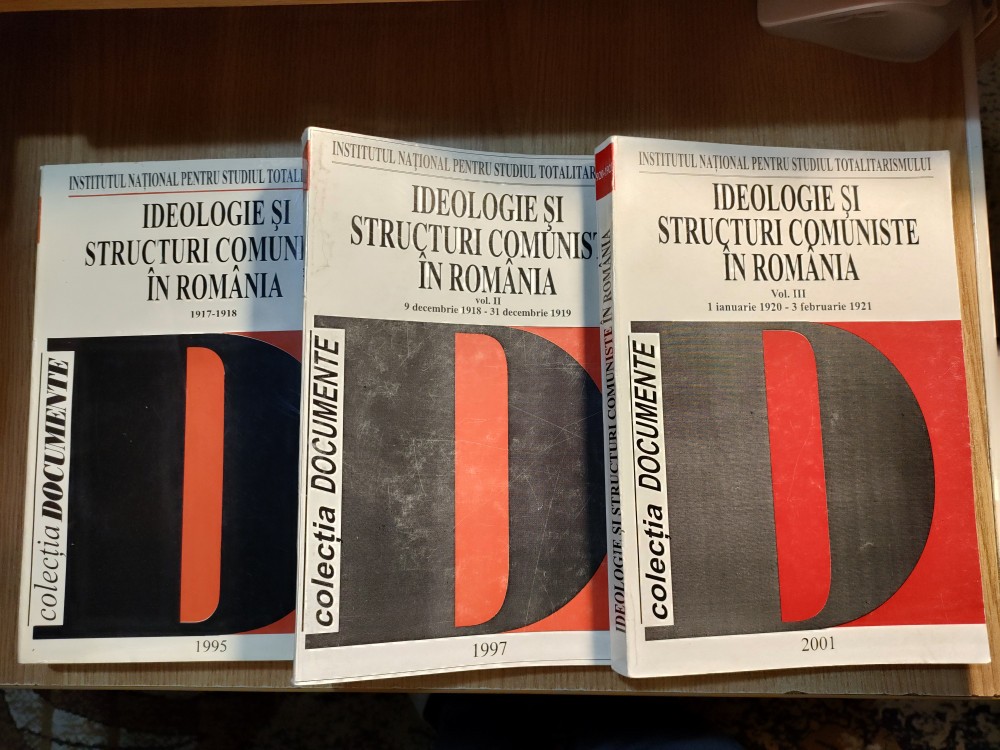 INSTITUTUL NAȚIONAL PENTRU STUDIUL TOTALI
IDEOLOGIE ȘI
STRUCTURI COMUNI
ÎN ROMÂNIA
1917-1918
colecția DOCUMENTE
1995
INSTITUTUL NAȚIONAL PENTRU STUDIUL TOTALITAR
IDEOLOGIE ȘI
STRUCTURI COMUNIST
ÎN ROMÂNIA
vol. II
9 decembrie 1918 - 31 decembrie 1919
colecția DOCUMENTE
1997
IDEOLOGIE ȘI STRUCTURI COMUNISTE ÎN ROMÂNIA
INSTITUTUL NAȚIONAL PENTRU STUDIUL TOTALITARISMULUI
IDEOLOGIE ȘI
STRUCTURI COMUNISTE
ÎN ROMÂNIA
Vol. III
1 ianuarie 1920 - 3 februarie 1921
colecția DOCUMENTE
2001